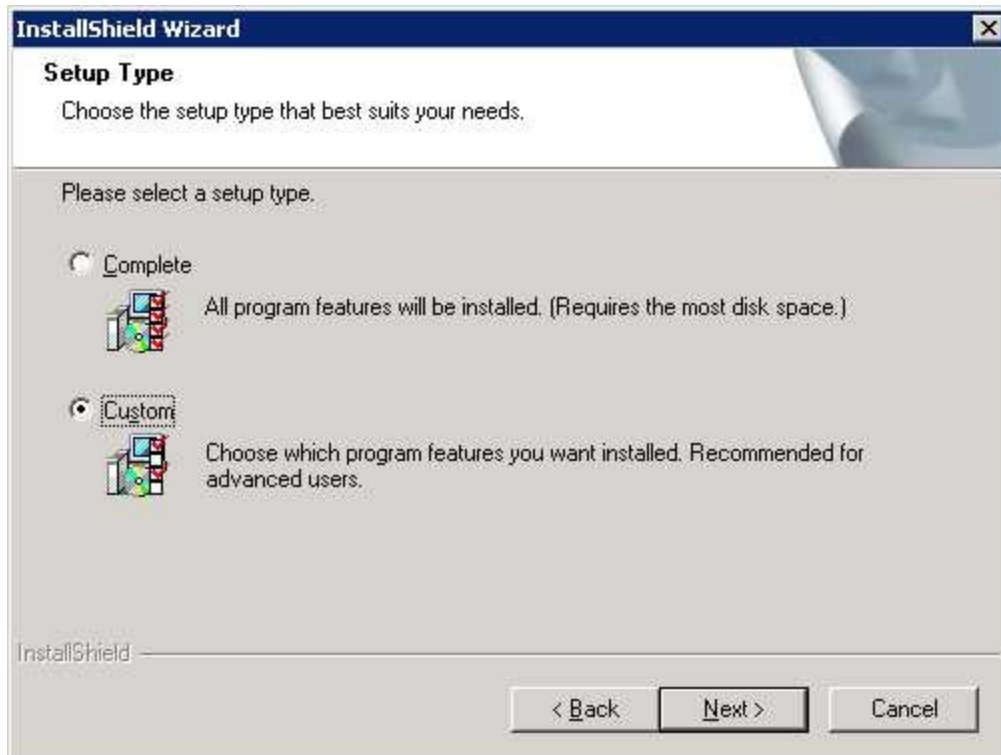 InstallShield Wizard
Setup Type
Choose the setup type that best suits your needs.
Please select a setup type.
Complete
All program features will be installed. (Requires the most disk space.)
Custom
Choose which program features you want installed. Recommended for
advanced users.
InstallShield
< Back
Next >
Cancel